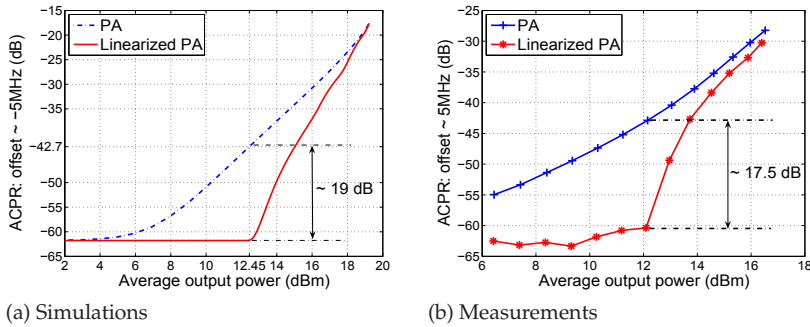 ACPR: offset ~ −5MHz (dB)
−15
−25
−30
−35
−42.7
−50
−55
−60
−65
PA
Linearized PA
~ 19 dB
2 4 6 8 10 12.45 14 16 18 20
Average output power (dBm)
(a) Simulations
ACPR: offset ~ 5MHz (dB)
−25
−30
−35
−40
−45
−50
−55
−60
−65
PA
Linearized PA
~ 17.5 dB
6 8 10 12 14 16 18
Average output power (dBm)
(b) Measurements